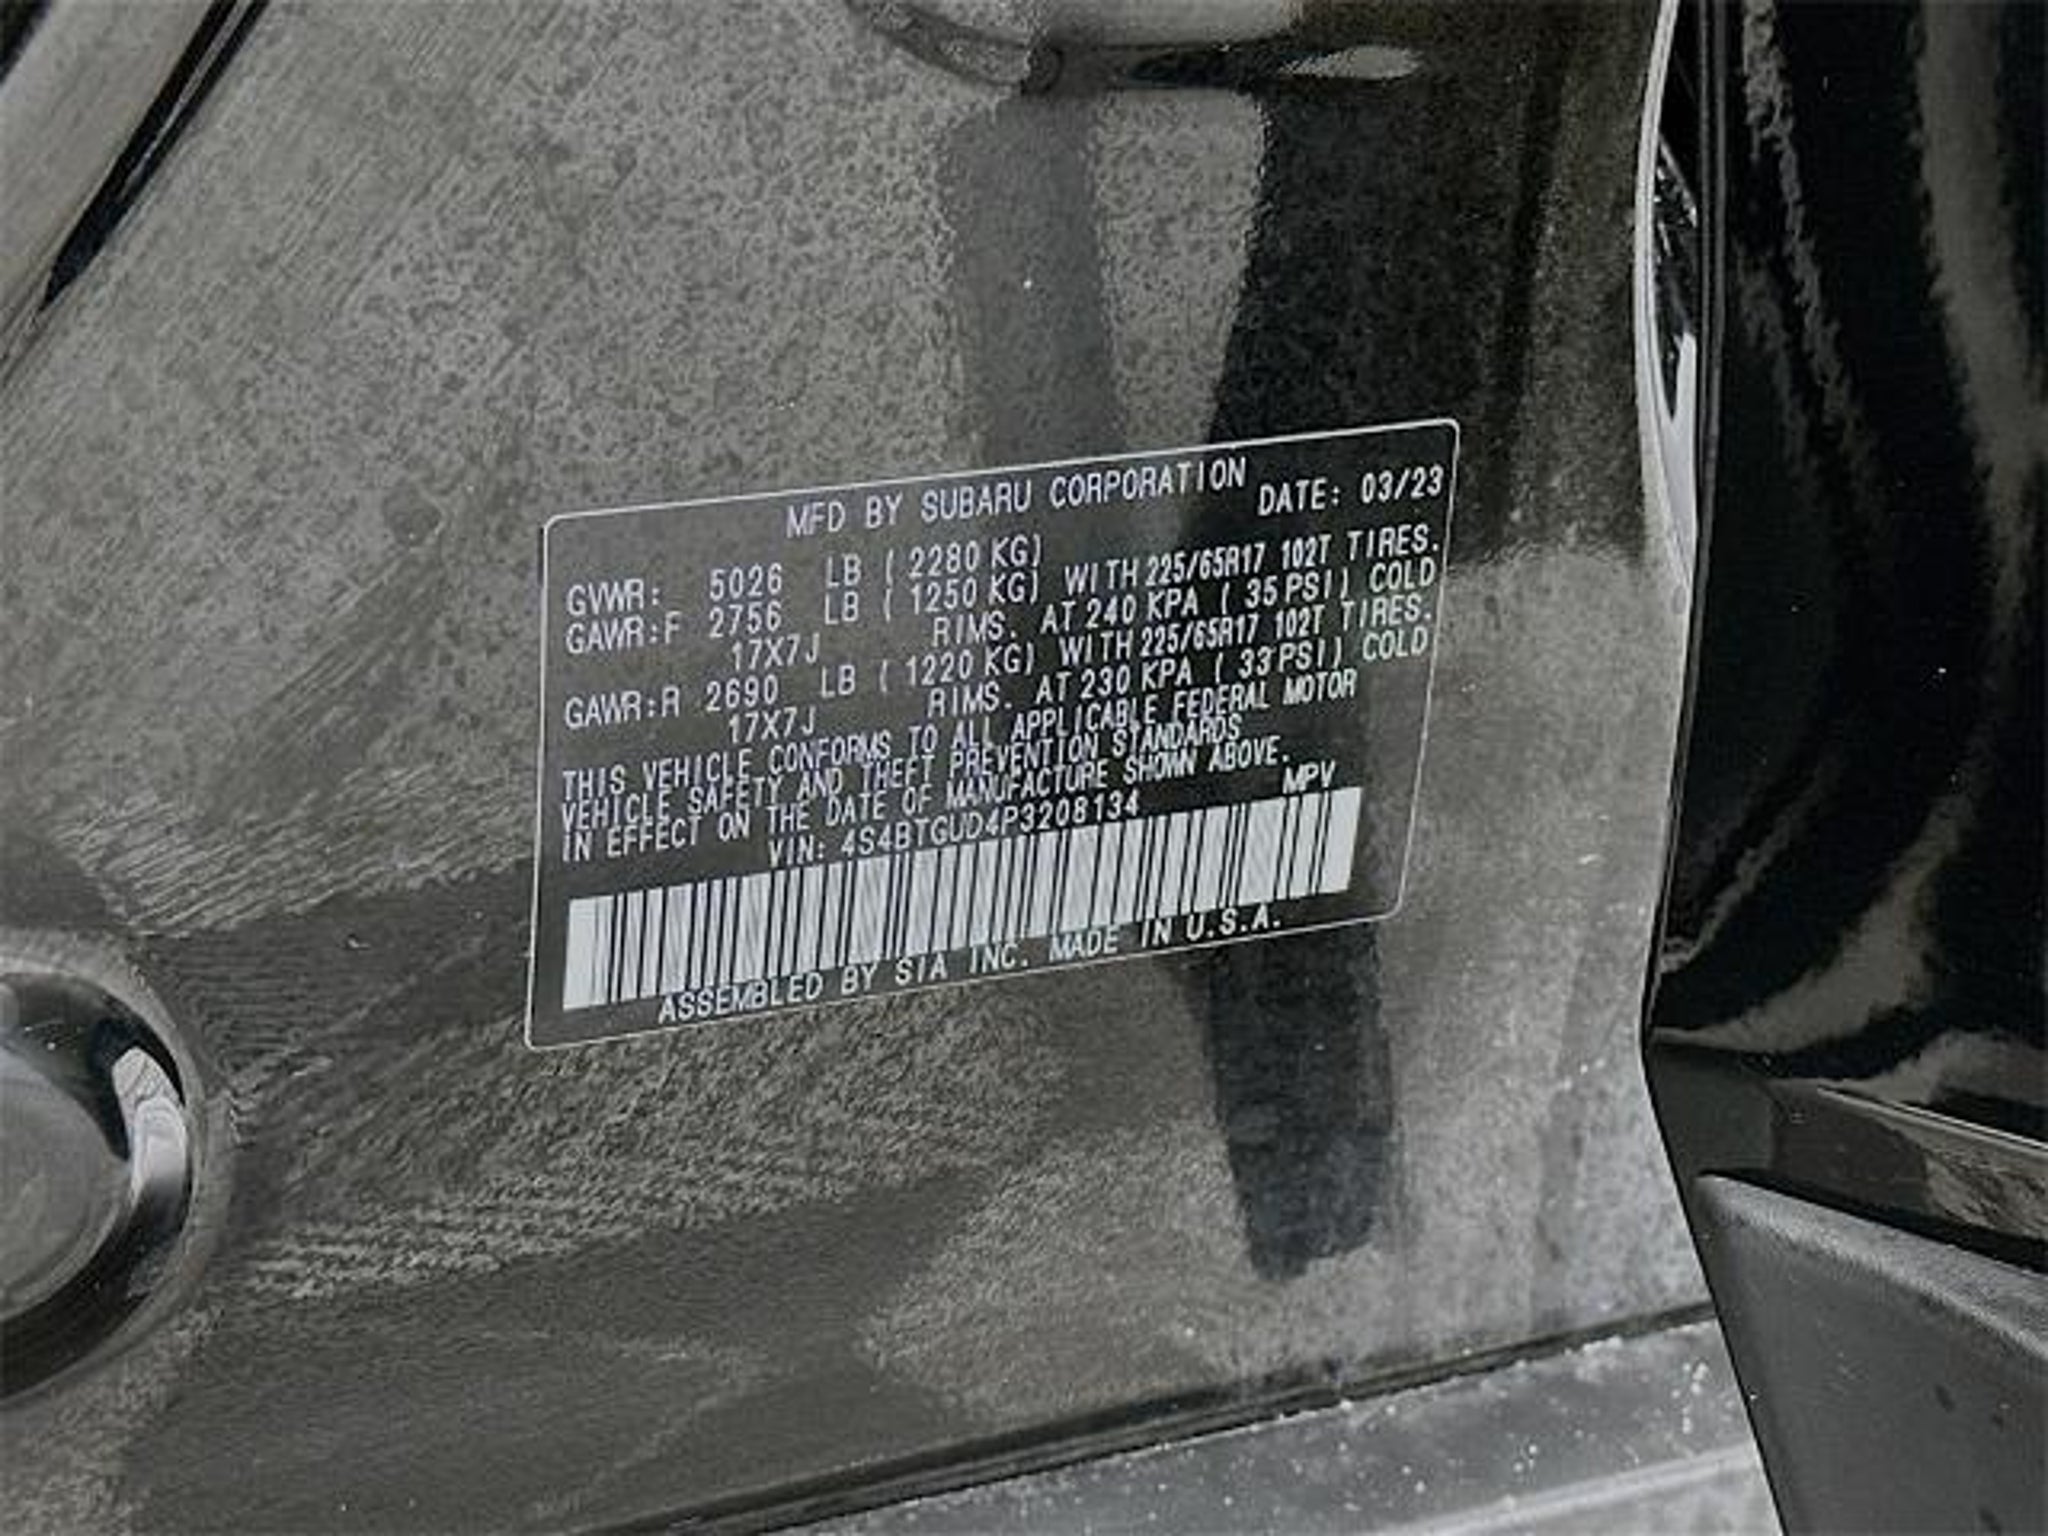 MFD BY SUBARU CORPORATION
DATE: 03/23
GVWR: 5026 LB ( 2280 KG)
GAWR:F 2756 LB ( 1250 KG) WITH 225/65R17 102T TIRES.
17X7J RIMS. AT 240 KPA ( 35 PSI) COLD
GAWR:R 2690 LB ( 1220 KG) WITH 225/65R17 102T TIRES.
17X7J RIMS. AT 230 KPA ( 33 PSI) COLD
THIS VEHICLE CONFORMS TO ALL APPLICABLE FEDERAL MOTOR
VEHICLE SAFETY AND THEFT PREVENTION STANDARDS
IN EFFECT ON THE DATE OF MANUFACTURE SHOWN ABOVE.
VIN: 4S4BTGUD4P3208134 MPV
ASSEMBLED BY SIA INC. MADE IN U.S.A.